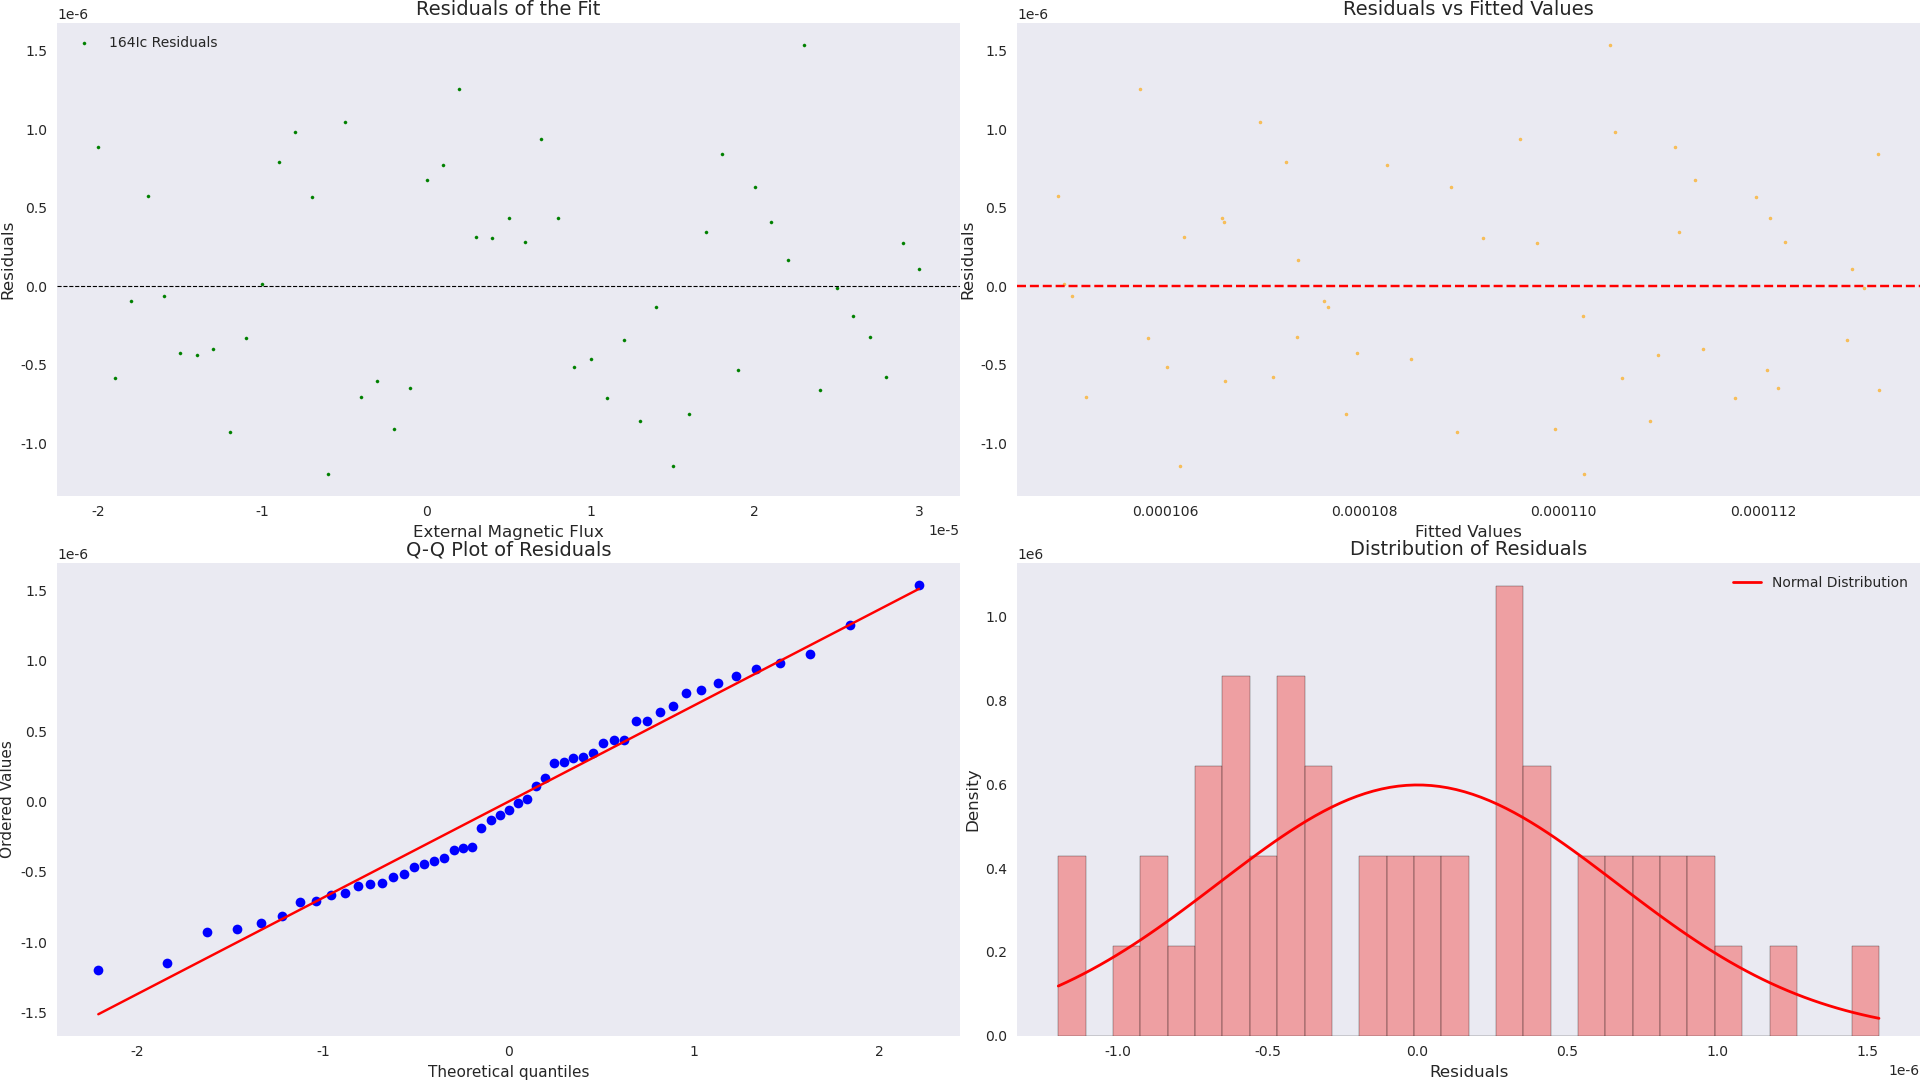 Residuals of the Fit
1e-6
164Ic Residuals
1.5
1.0
0.5
0.0
-0.5
-1.0
Residuals
-2
-1
0
1
2
3
1e-5
External Magnetic Flux
Residuals vs Fitted Values
1e-6
1.5
1.0
0.5
0.0
-0.5
-1.0
Residuals
0.000106
0.000108
0.000110
0.000112
Fitted Values
Q-Q Plot of Residuals
1e-6
1.5
1.0
0.5
0.0
-0.5
-1.0
-1.5
Ordered Values
-2
-1
0
1
2
Theoretical quantiles
Distribution of Residuals
1e6
Normal Distribution
1.0
0.8
0.6
0.4
0.2
0.0
Density
-1.0
-0.5
0.0
0.5
1.0
1.5
1e-6
Residuals